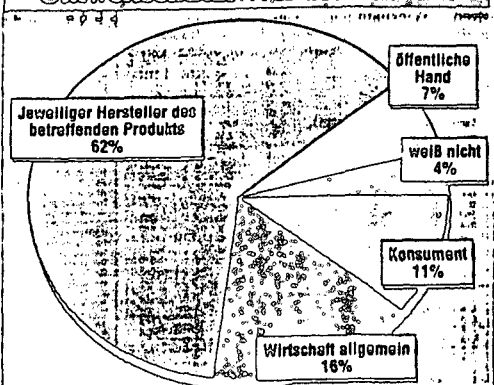 öffentliche
Hand
7%
Jeweiliger Hersteller des
betreffenden Produkts
62%
weiß nicht
4%
Konsument
11%
Wirtschaft allgemein
16%